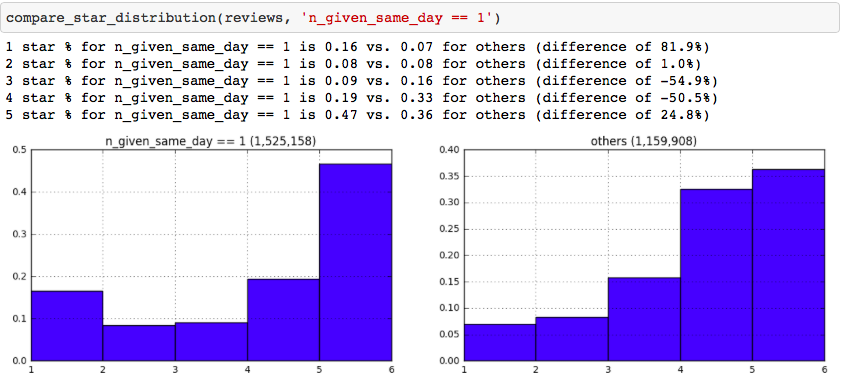 compare_star_distribution(reviews, 'n_given_same_day == 1')
1 star % for n_given_same_day == 1 is 0.16 vs. 0.07 for others (difference of 81.9%)
2 star % for n_given_same_day == 1 is 0.08 vs. 0.08 for others (difference of 1.0%)
3 star % for n_given_same_day == 1 is 0.09 vs. 0.16 for others (difference of -54.9%)
4 star % for n_given_same_day == 1 is 0.19 vs. 0.33 for others (difference of -50.5%)
5 star % for n_given_same_day == 1 is 0.47 vs. 0.36 for others (difference of 24.8%)
n_given_same_day == 1 (1,525,158)
0.5
0.4
0.3
0.2
0.1
0.0
1 2 3 4 5 6
others (1,159,908)
0.40
0.35
0.30
0.25
0.20
0.15
0.10
0.05
0.00
1 2 3 4 5 6